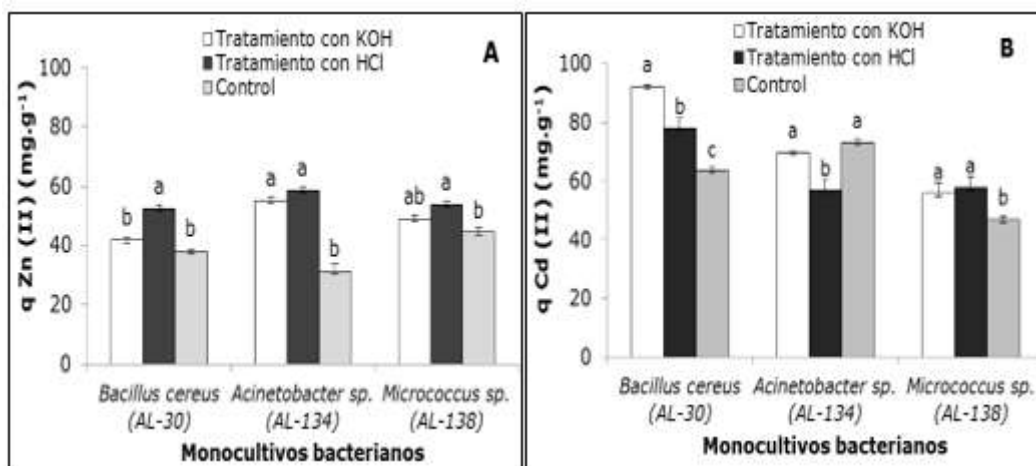 Tratamiento con KOH
Tratamiento con HCl
Control
A
q Zn (II) (mg.g⁻¹)
100
80
60
40
20
0
b
a
b
a
a
b
ab
a
b
Bacillus cereus
(AL-30)
Acinetobacter sp.
(AL-134)
Micrococcus sp.
(AL-138)
Monocultivos bacterianos
Tratamiento con KOH
Tratamiento con HCl
Control
B
q Cd (II) (mg.g⁻¹)
100
80
60
40
20
0
a
b
c
a
b
a
a
a
b
Bacillus cereus
(AL-30)
Acinetobacter sp.
(AL-134)
Micrococcus sp.
(AL-138)
Monocultivos bacterianos